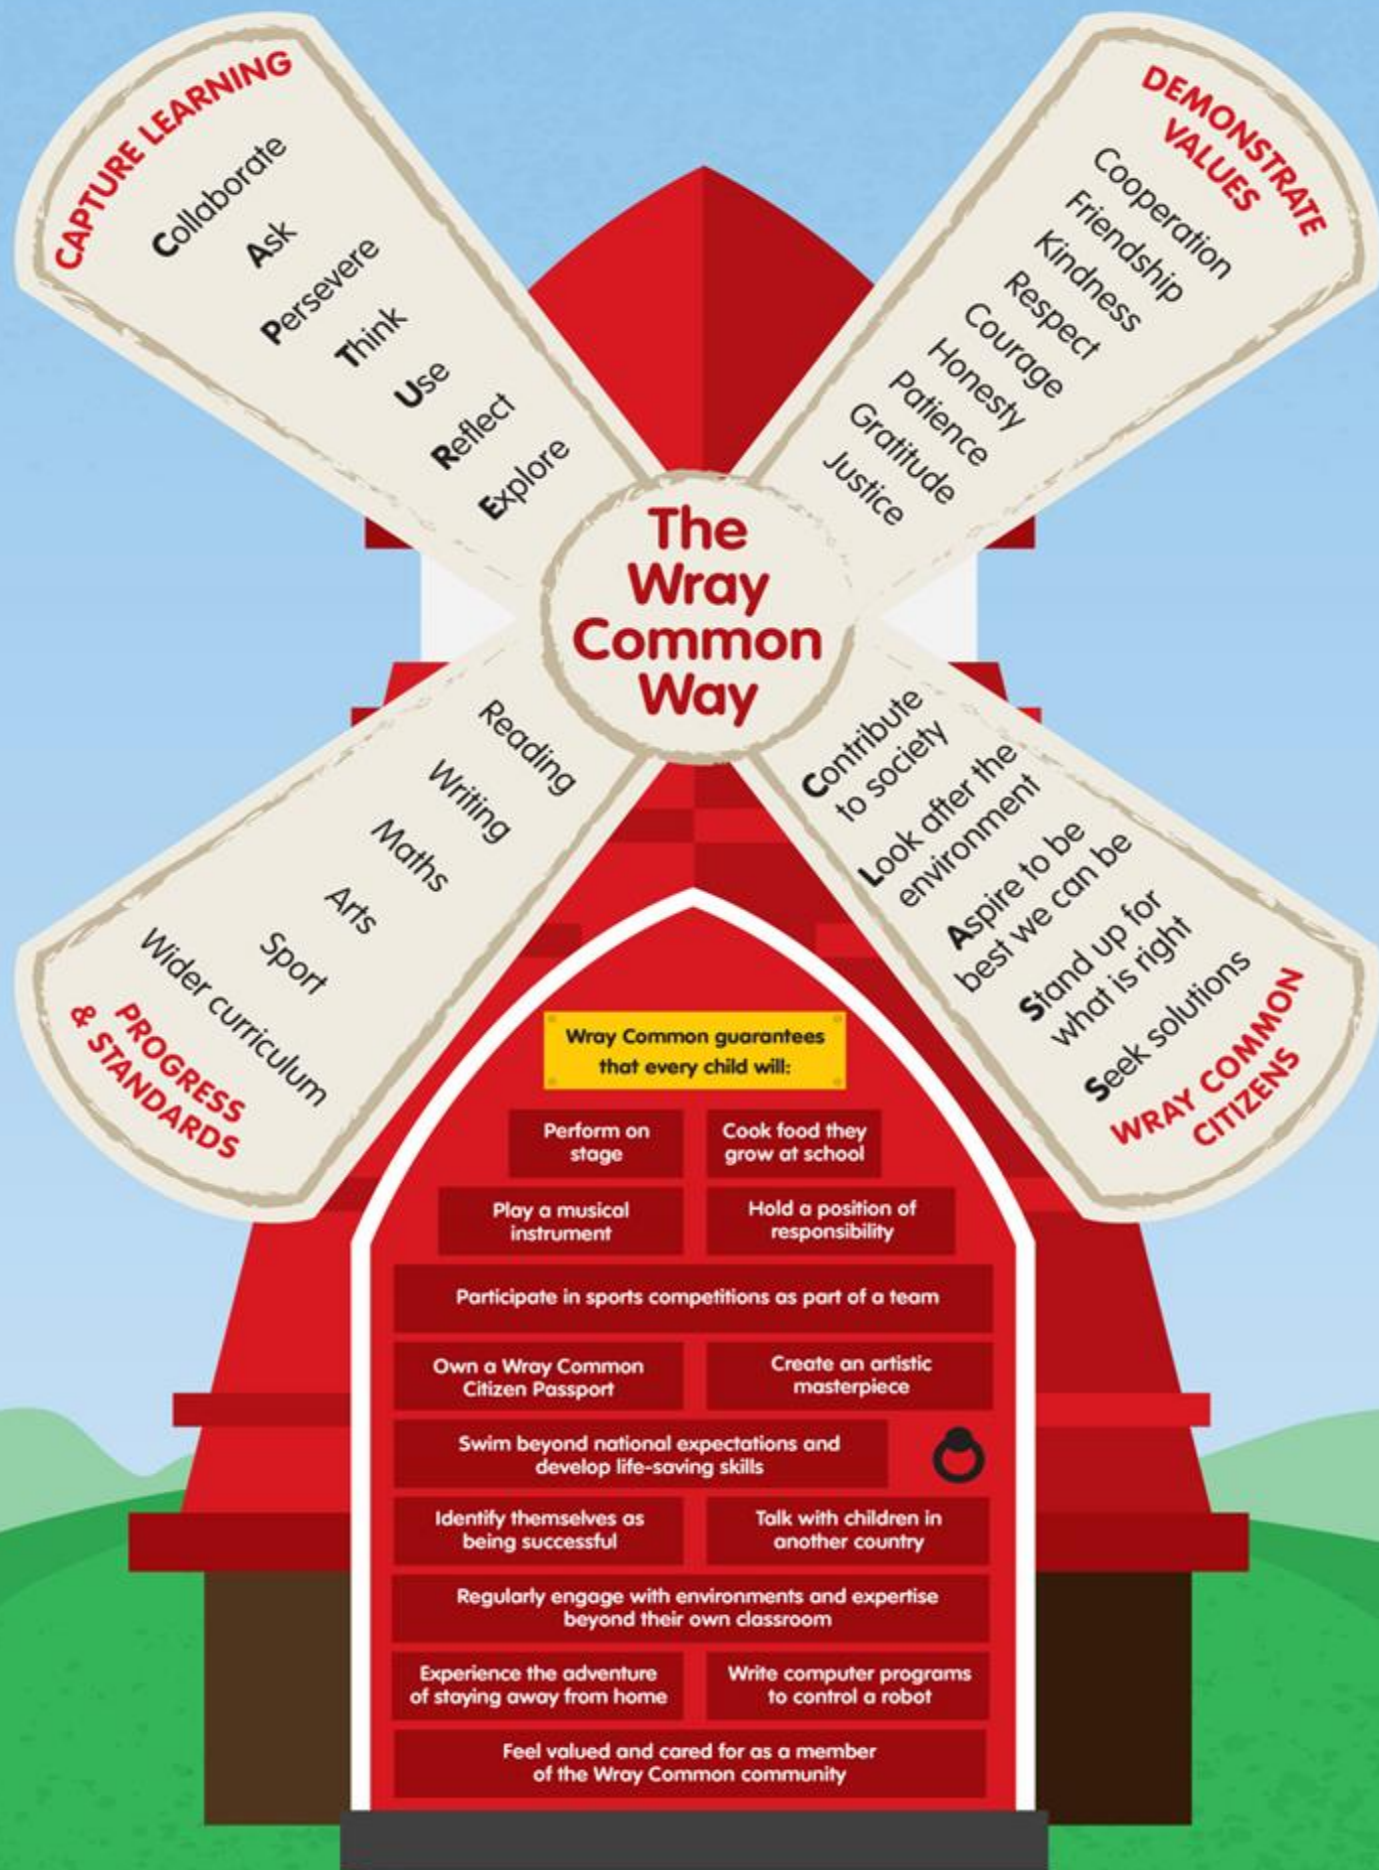 CAPTURE LEARNING
Collaborate
Ask
Persevere
Think
Use
Reflect
Explore
DEMONSTRATE
VALUES
Cooperation
Friendship
Kindness
Respect
Courage
Honesty
Patience
Gratitude
Justice
The
Wray
Common
Way
Reading
Writing
Maths
Arts
Sport
Wider curriculum
PROGRESS
& STANDARDS
Contribute
to society
Look after the
environment
Aspire to be
best we can be
Stand up for
what is right
Seek solutions
WRAY COMMON
CITIZENS
Wray Common guarantees
that every child will:
Perform on
stage
Cook food they
grow at school
Play a musical
instrument
Hold a position of
responsibility
Participate in sports competitions as part of a team
Own a Wray Common
Citizen Passport
Create an artistic
masterpiece
Swim beyond national expectations and
develop life-saving skills
Identify themselves as
being successful
Talk with children in
another country
Regularly engage with environments and expertise
beyond their own classroom
Experience the adventure
of staying away from home
Write computer programs
to control a robot
Feel valued and cared for as a member
of the Wray Common community